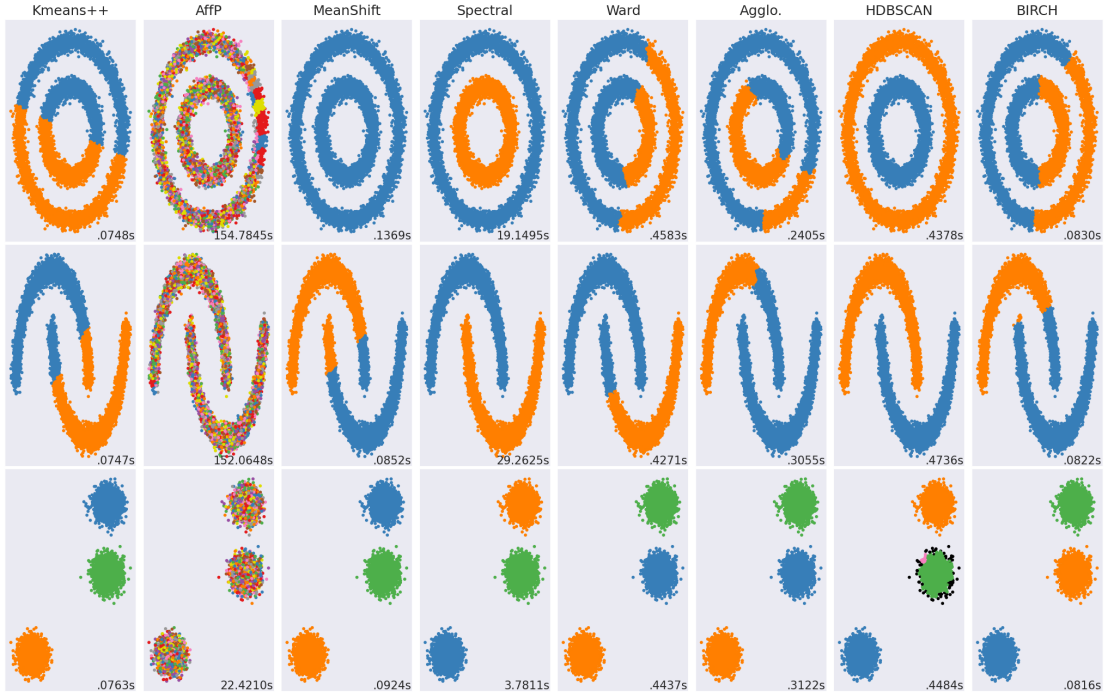 Kmeans++ AffP MeanShift Spectral Ward Agglo. HDBSCAN BIRCH
.0748s 154.7845s .1369s 19.1495s .4583s .2405s .4378s .0830s
.0747s 152.0648s .0852s 29.2625s .4271s .3055s .4736s .0822s
.0763s 22.4210s .0924s 3.7811s .4437s .3122s .4484s .0816s